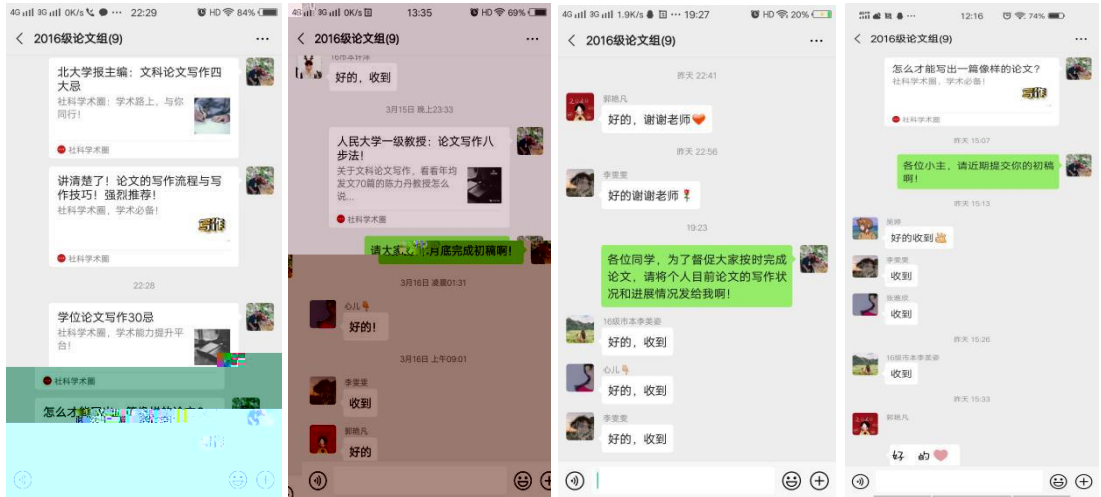 4G 3G 0K/s 22:29 HD 84%
2016级论文组(9)
北大学报主编：文科论文写作四
大忌
社科学术圈：学术路上，与你
同行！
社科学术圈
讲清楚了！论文的写作流程与写
作技巧！强烈推荐！
社科学术圈，学术必备！
写作
社科学术圈
22:28
学位论文写作30忌
社科学术圈，学术能力提升平
台！
社科学术圈
怎么才能
4G 3G 0K/s 13:35 HD 69%
2016级论文组(9)
好的，收到
3月15日 晚上23:33
人民大学一级教授：论文写作八
步法！
关于文科论文写作，看看年均
发文70篇的陈力丹教授怎么
说...
社科学术圈
请大家 月底完成初稿啊！
3月16日 凌晨01:31
心儿
好的！
3月16日 上午09:01
李雯雯
收到
郭艳凡
好的
4G 3G 1.9K/s 19:27 HD 20%
2016级论文组(9)
昨天 22:41
郭艳凡
好的，谢谢老师❤
昨天 22:56
李雯雯
好的谢谢老师🌹
19:23
各位同学，为了督促大家按时完成
论文，请将个人目前论文的写作状
况和进展情况发给我啊！
16级市本李美姿
好的，收到
心儿
好的，收到
李雯雯
好的，收到
12:16 74%
2016级论文组(9)
怎么才能写出一篇像样的论文？
社科学术圈，学术必备！
写作
社科学术圈
昨天 15:07
各位小主，请近期提交你的初稿
啊！
昨天 15:13
吴婷
好的收到
李雯雯
收到
收到
昨天 15:26
16级市本李美姿
收到
昨天 15:33
郭艳凡
好 的